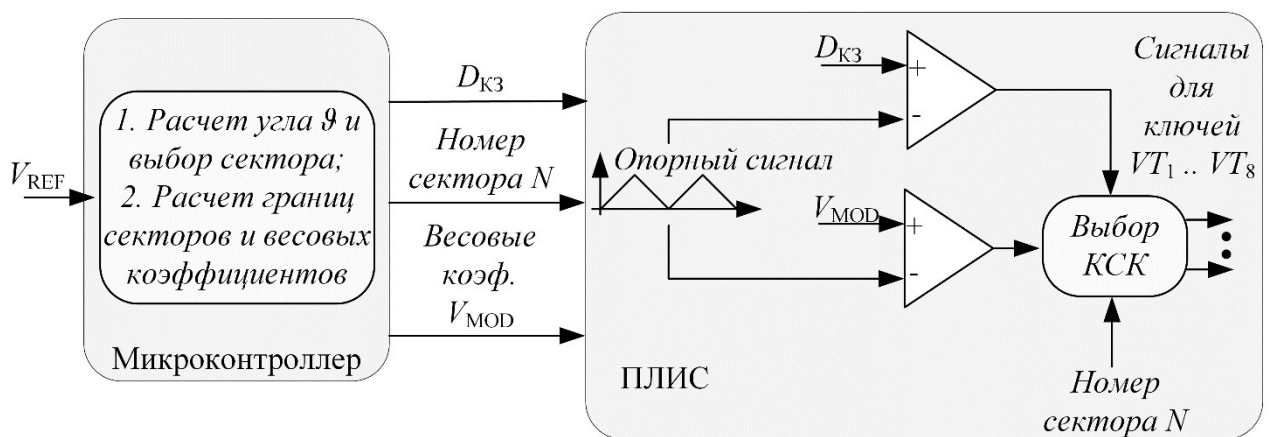 V_REF
1. Расчет угла ϑ и
выбор сектора;
2. Расчет границ
секторов и весовых
коэффициентов
Микроконтроллер
D_КЗ
Номер
сектора N
Весовые
коэф.
V_MOD
Опорный сигнал
D_КЗ
+
-
V_MOD
+
-
Сигналы
для
ключей
VT_1 .. VT_8
Выбор
КСК
Номер
сектора N
ПЛИС